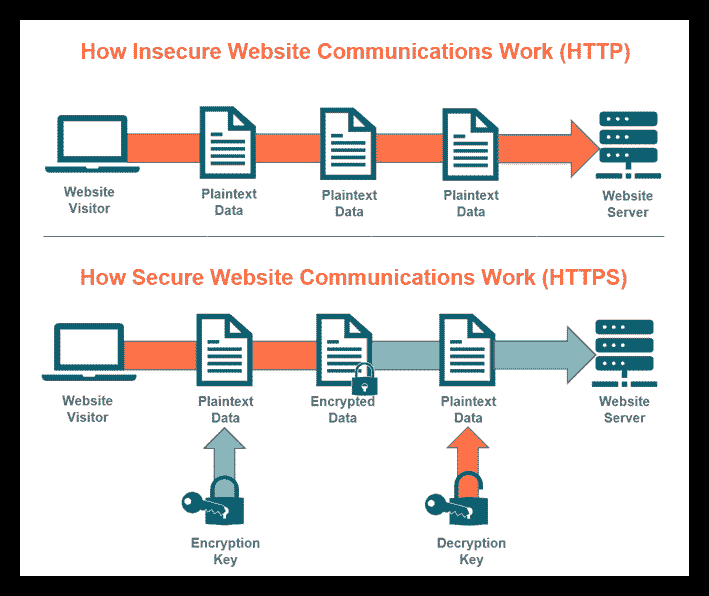 How Insecure Website Communications Work (HTTP)
Website
Visitor
Plaintext
Data
Plaintext
Data
Plaintext
Data
Website
Server
How Secure Website Communications Work (HTTPS)
Website
Visitor
Plaintext
Data
Encrypted
Data
Plaintext
Data
Website
Server
Encryption
Key
Decryption
Key